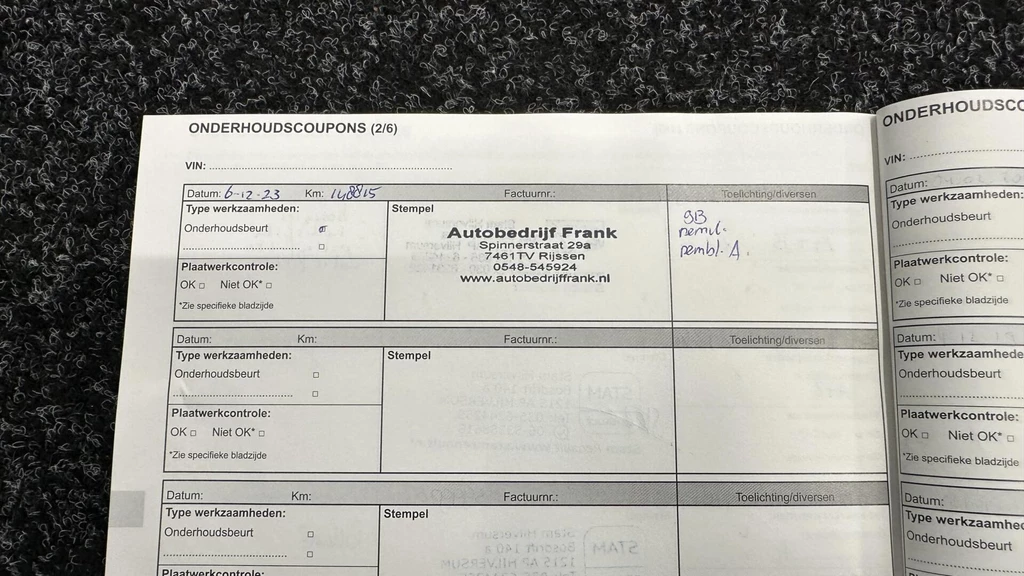 ONDERHOUDSCOUPONS (2/6)
VIN:
Datum: 6-12-23 Km: 148815 Factuurnr.: Toelichting/diversen
Type werkzaamheden:
Onderhoudsbeurt
Plaatwerkcontrole:
OK Niet OK*
*Zie specifieke bladzijde
Stempel
Autobedrijf Frank
Spinnerstraat 29a
7461TV Rijssen
0548-545924
www.autobedrijffrank.nl
GB
remvl.
rembl. A.
Datum: Km: Factuurnr.: Toelichting/diversen
Type werkzaamheden:
Onderhoudsbeurt
Plaatwerkcontrole:
OK Niet OK*
*Zie specifieke bladzijde
Stempel
Datum: Km: Factuurnr.: Toelichting/diversen
Type werkzaamheden:
Onderhoudsbeurt
Plaatwerkcontrole:
Stempel
ONDERHOUDSCO
VIN:
Datum:
Type werkzaamheden:
Onderhoudsbeurt
Plaatwerkcontrole:
OK Niet OK*
*Zie specifieke bladzijde
Datum:
Type werkzaamhede
Onderhoudsbeurt
Plaatwerkcontrole:
OK Niet OK*
*Zie specifieke bladzijde
Datum:
Type werkzaamhe
Onderhoudsbeurt